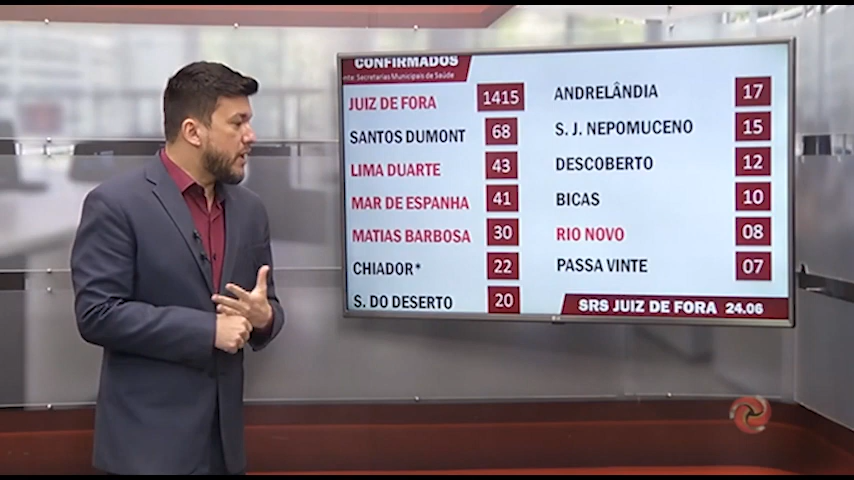 CONFIRMADOS
nte: Secretarias Municipais de Saúde
JUIZ DE FORA 1415
SANTOS DUMONT 68
LIMA DUARTE 43
MAR DE ESPANHA 41
MATIAS BARBOSA 30
CHIADOR* 22
S. DO DESERTO 20
ANDRELÂNDIA 17
S. J. NEPOMUCENO 15
DESCOBERTO 12
BICAS 10
RIO NOVO 08
PASSA VINTE 07
SRS JUIZ DE FORA 24.06
LG